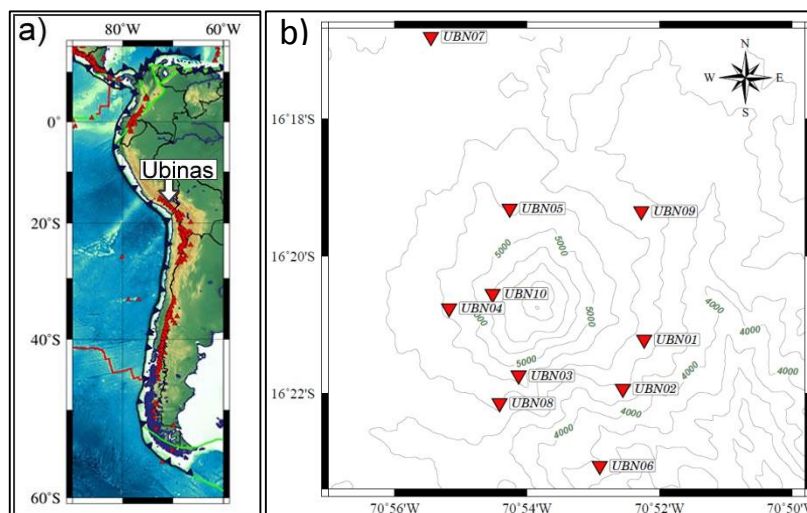 a)
80°W
60°W
Ubinas
0°
20°S
40°S
60°S
b)
UBN07
N
W
E
S
16°18'
UBN05
UBN09
5000
5000
16°20'
UBN10
UBN04
5000
4000
4000
4000
UBN01
UBN03
5000
4000
16°22'
UBN02
UBN08
4000
4000
UBN06
70°56'W
70°54'W
70°52'W
70°50'W